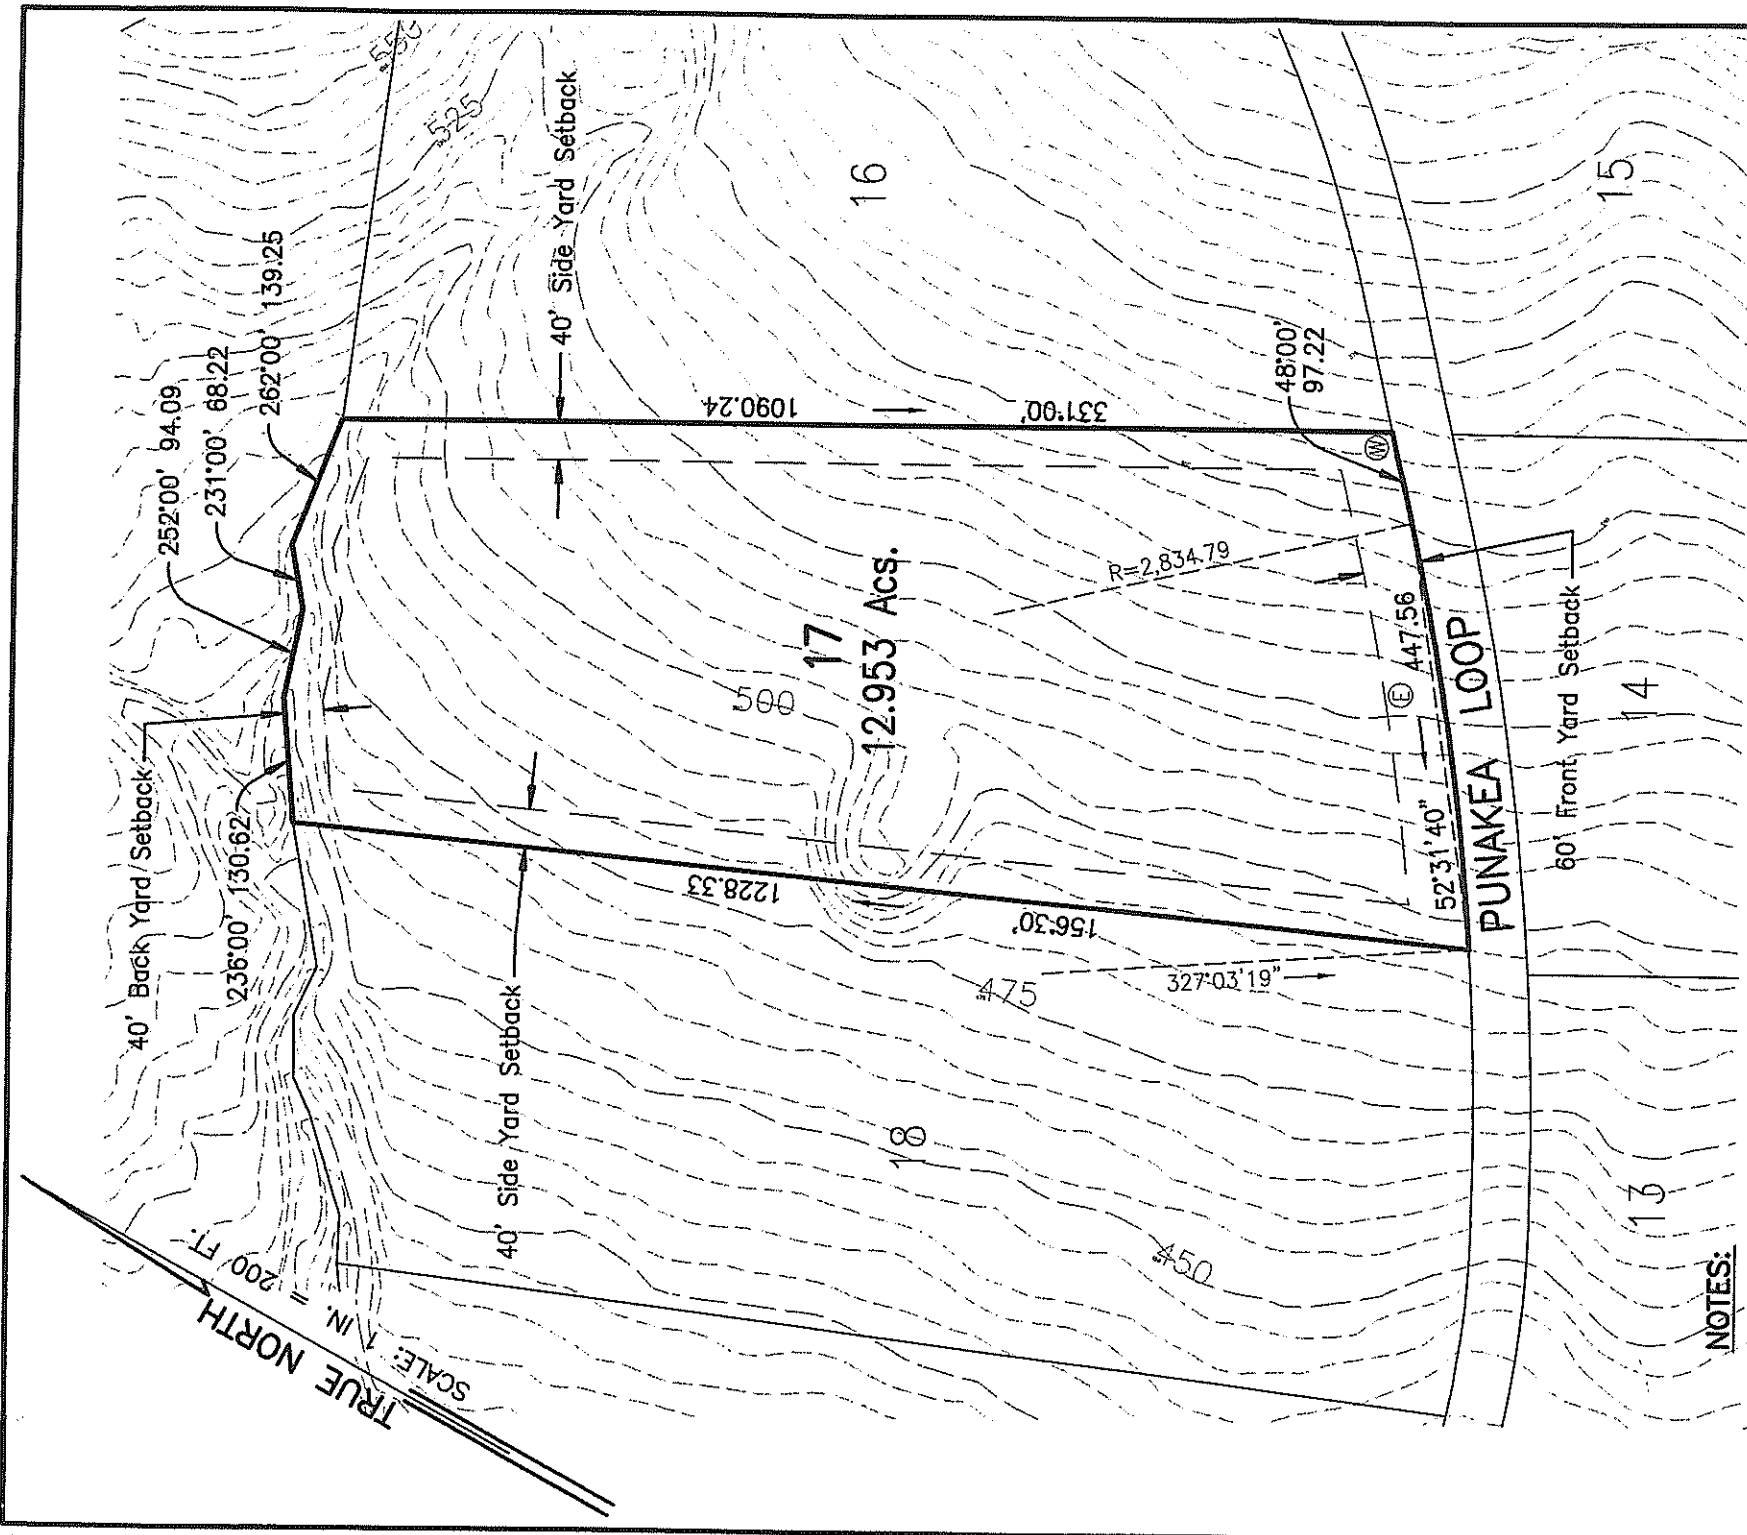 550
525
40' Side Yard Setback
16
15
262°00' 139.25
231°00' 68.22
252°00' 94.09
1090.24
331°00'
48°00'
97.22
W
R=2,834.79
17
12.953 Acs.
500
E
447.56
52°31'40"
PUNAKEA LOOP
60' Front Yard Setback
14
40' Back Yard Setback
236°00' 130.62
1228.33
156°30'
327°03'19"
475
40' Side Yard Setback
18
450
13
TRUE NORTH
SCALE: 1 IN. = 200 FT.
NOTES: